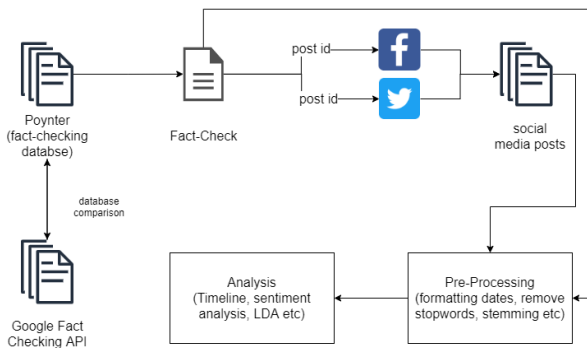 post id
post id
Poynter
(fact-checking
databse)
Fact-Check
social
media posts
database
comparison
Google Fact
Checking API
Analysis
(Timeline, sentiment
analysis, LDA etc)
Pre-Processing
(formatting dates, remove
stopwords, stemming etc)